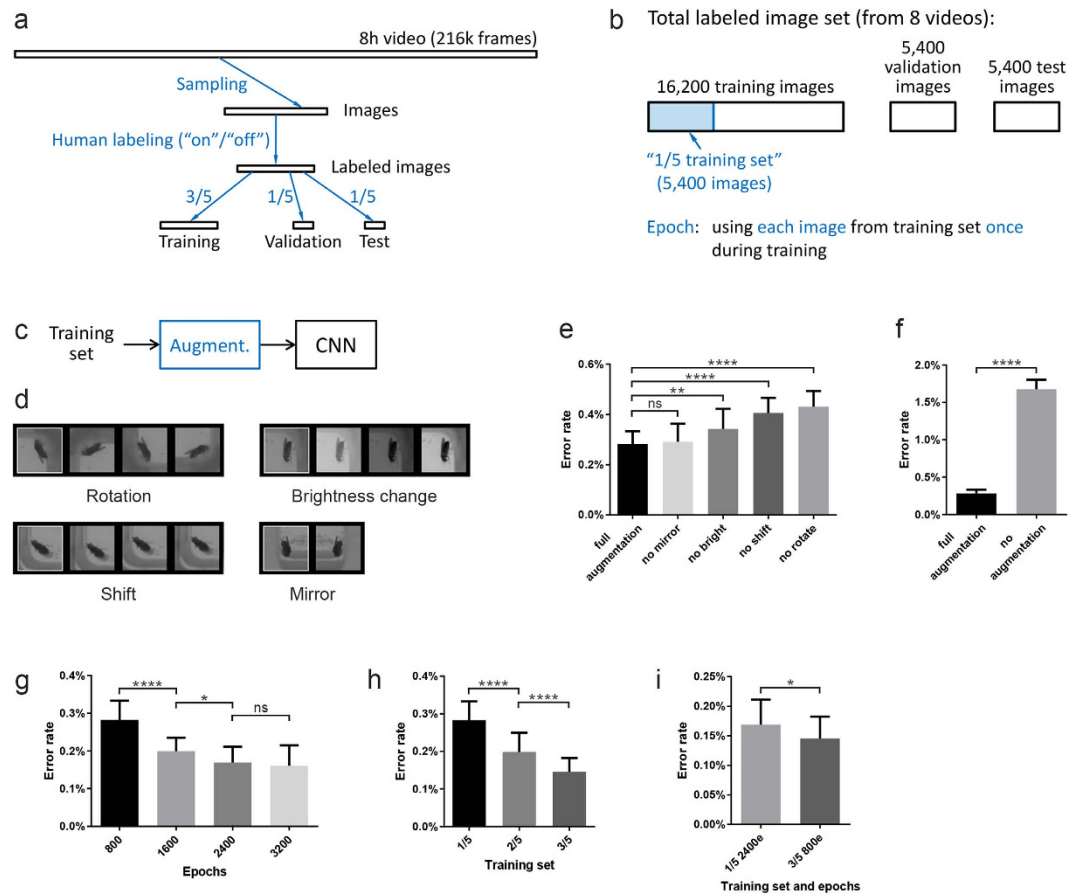 a
8h video (216k frames)
Sampling
Images
Human labeling (“on”/“off”)
Labeled images
3/5
1/5
1/5
Training
Validation
Test
b
Total labeled image set (from 8 videos):
16,200 training images
5,400
validation
images
5,400 test
images
“1/5 training set”
(5,400 images)
Epoch: using each image from training set once
during training
c
Training
set
Augment.
CNN
d
Rotation
Brightness change
Shift
Mirror
e
Error rate
0.6%
0.4%
0.2%
0.0%
****
****
**
ns
full
augmentation
no mirror
no bright
no shift
no rotate
f
Error rate
2.0%
1.5%
1.0%
0.5%
0.0%
****
full
augmentation
no
augmentation
g
Error rate
0.4%
0.3%
0.2%
0.1%
0.0%
****
*
ns
800
1600
2400
3200
Epochs
h
Error rate
0.4%
0.3%
0.2%
0.1%
0.0%
****
****
1/5
2/5
3/5
Training set
i
Error rate
0.25%
0.20%
0.15%
0.10%
0.05%
0.00%
*
1/5 2400e
3/5 800e
Training set and epochs